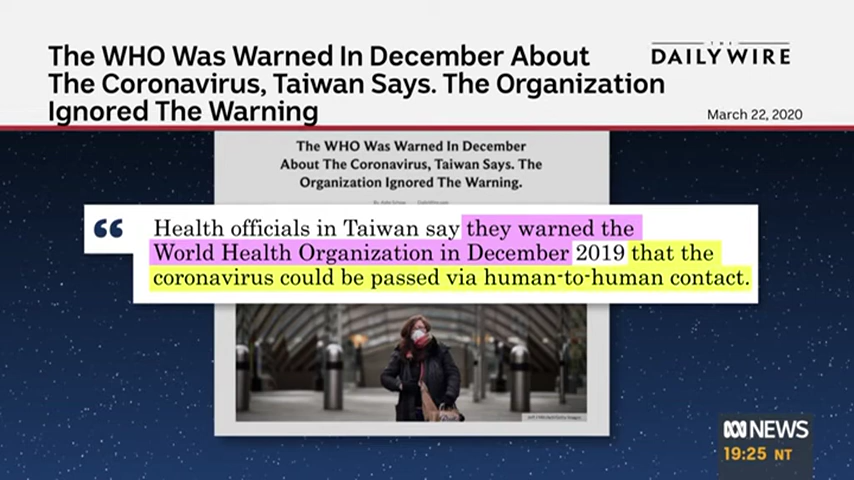 The WHO Was Warned In December About
The Coronavirus, Taiwan Says. The Organization
Ignored The Warning
THE
DAILY WIRE
March 22, 2020
The WHO Was Warned In December
About The Coronavirus, Taiwan Says. The
Organization Ignored The Warning.
“ Health officials in Taiwan say they warned the
World Health Organization in December 2019 that the
coronavirus could be passed via human-to-human contact.
NEWS
19:25 NT